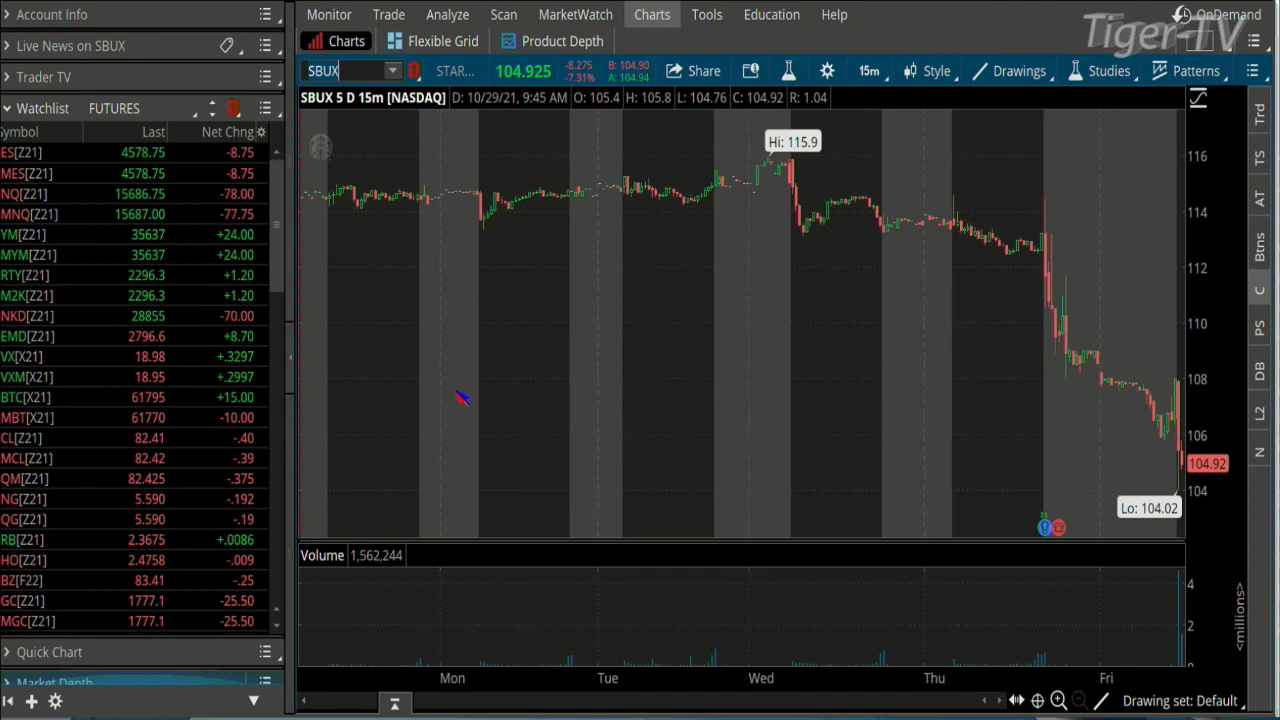 Account Info
Live News on SBUX
Trader TV
Watchlist FUTURES
Symbol Last Net Chng
ES[Z21] 4578.75 -8.75
MES[Z21] 4578.75 -8.75
NQ[Z21] 15686.75 -78.00
MNQ[Z21] 15687.00 -77.75
YM[Z21] 35637 +24.00
MYM[Z21] 35637 +24.00
RTY[Z21] 2296.3 +1.20
M2K[Z21] 2296.3 +1.20
NKD[Z21] 28855 -70.00
EMD[Z21] 2796.6 +8.70
VX[X21] 18.98 +.3297
VXM[X21] 18.95 +.2997
BTC[X21] 61795 +15.00
MBT[X21] 61770 -10.00
CL[Z21] 82.41 -.40
MCL[Z21] 82.42 -.39
QM[Z21] 82.425 -.375
NG[Z21] 5.590 -.192
QG[Z21] 5.590 -.19
RB[Z21] 2.3675 +.0086
HO[Z21] 2.4758 -.009
BZ[F22] 83.41 -.25
GC[Z21] 1777.1 -25.50
MGC[Z21] 1777.1 -25.50
Quick Chart
Market Depth
Monitor Trade Analyze Scan MarketWatch Charts Tools Education Help
OnDemand
Tiger-TV
Charts Flexible Grid Product Depth
SBUX STAR... 104.925 -8.275 -7.31% B: 104.90 A: 104.94 Share 15m Style Drawings Studies Patterns
SBUX 5 D 15m [NASDAQ] D: 10/29/21, 9:45 AM O: 105.4 H: 105.8 L: 104.76 C: 104.92 R: 1.04
Hi: 115.9
116
114
112
110
108
106
104.92
104
Lo: 104.02
Volume 1,562,244
4
2
0
<millions>
Mon Tue Wed Thu Fri
Drawing set: Default
Trd
TS
AT
Btns
C
PS
DB
L2
N